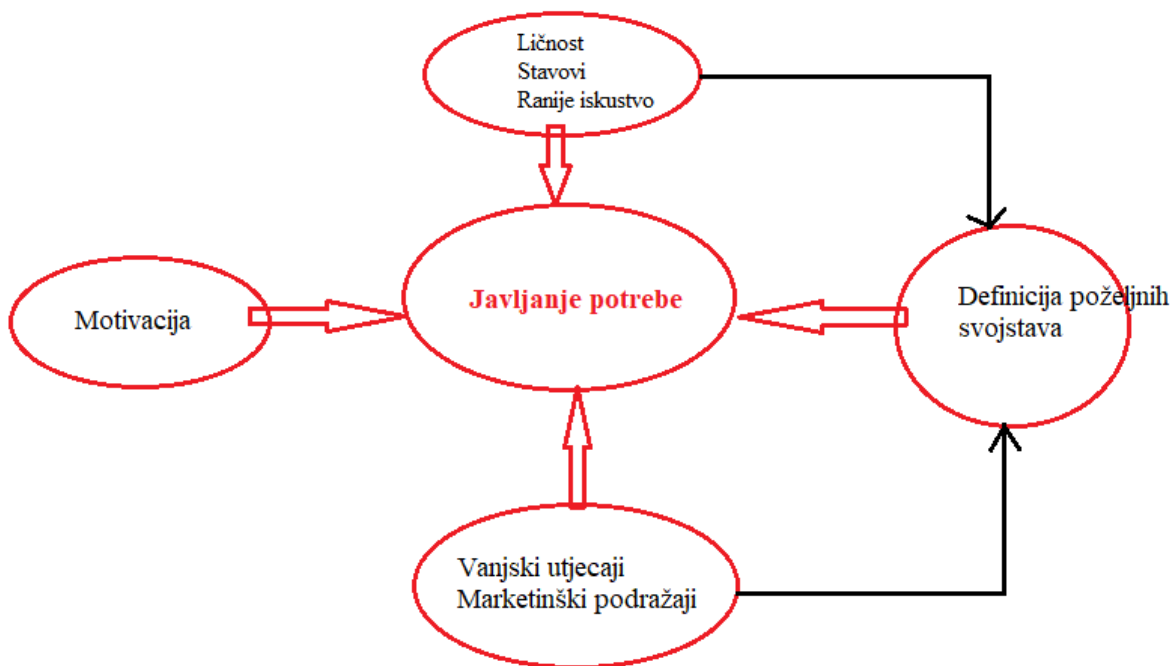 Ličnost
Stavovi
Ranije iskustvo
Javljanje potrebe
Motivacija
Definicija poželjnih
svojstava
Vanjski utjecaji
Marketinški podražaji